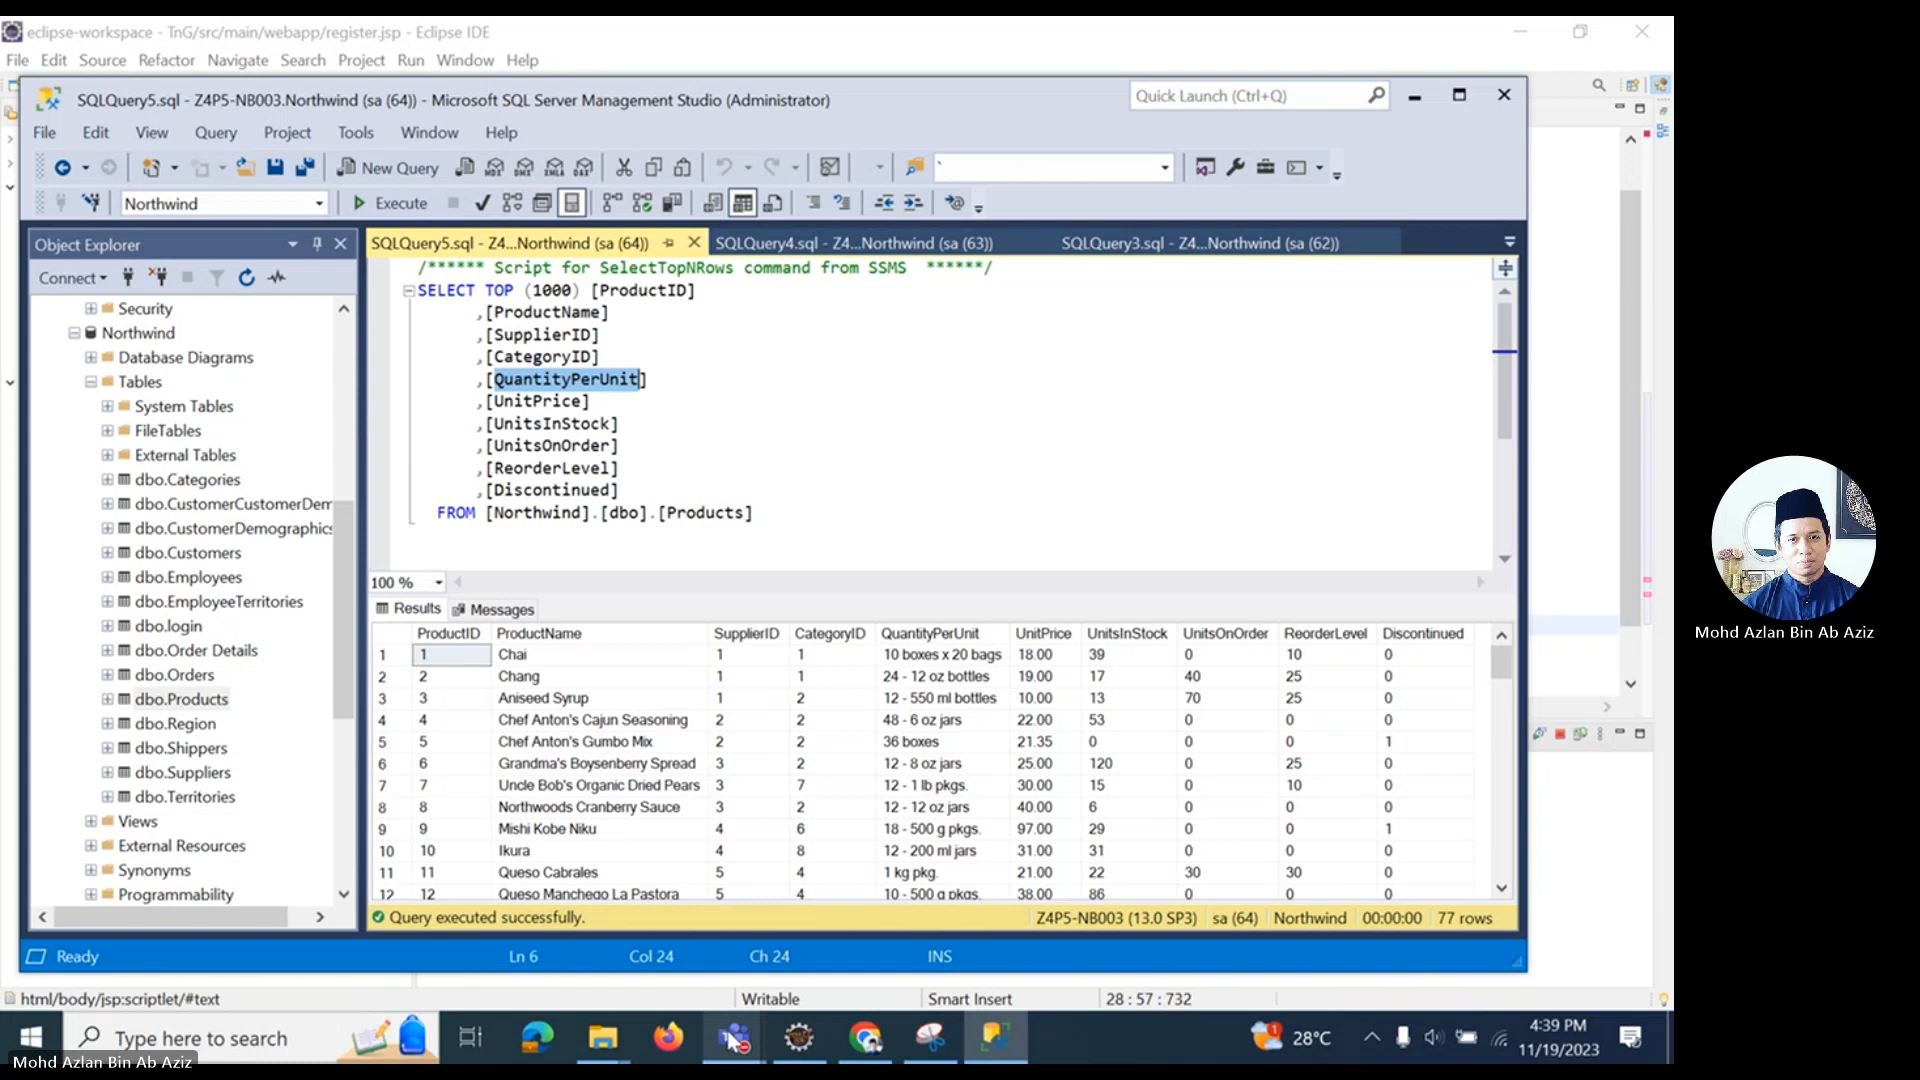 eclipse-workspace - TnG/src/main/webapp/register.jsp - Eclipse IDE
File Edit Source Refactor Navigate Search Project Run Window Help
SQLQuery5.sql - Z4P5-NB003.Northwind (sa (64)) - Microsoft SQL Server Management Studio (Administrator)
Quick Launch (Ctrl+Q)
File Edit View Query Project Tools Window Help
New Query
Northwind
Execute
Object Explorer
Connect
Security
Northwind
Database Diagrams
Tables
System Tables
FileTables
External Tables
dbo.Categories
dbo.CustomerCustomerDem
dbo.CustomerDemographics
dbo.Customers
dbo.Employees
dbo.EmployeeTerritories
dbo.login
dbo.Order Details
dbo.Orders
dbo.Products
dbo.Region
dbo.Shippers
dbo.Suppliers
dbo.Territories
Views
External Resources
Synonyms
Programmability
SQLQuery5.sql - Z4...Northwind (sa (64)) SQLQuery4.sql - Z4...Northwind (sa (63)) SQLQuery3.sql - Z4...Northwind (sa (62))
/****** Script for SelectTopNRows command from SSMS ******/
SELECT TOP (1000) [ProductID]
,[ProductName]
,[SupplierID]
,[CategoryID]
,[QuantityPerUnit]
,[UnitPrice]
,[UnitsInStock]
,[UnitsOnOrder]
,[ReorderLevel]
,[Discontinued]
FROM [Northwind].[dbo].[Products]
100 %
Results Messages
ProductID ProductName SupplierID CategoryID QuantityPerUnit UnitPrice UnitsInStock UnitsOnOrder ReorderLevel Discontinued
1 1 Chai 1 1 10 boxes x 20 bags 18.00 39 0 10 0
2 2 Chang 1 1 24 - 12 oz bottles 19.00 17 40 25 0
3 3 Aniseed Syrup 1 2 12 - 550 ml bottles 10.00 13 70 25 0
4 4 Chef Anton's Cajun Seasoning 2 2 48 - 6 oz jars 22.00 53 0 0 0
5 5 Chef Anton's Gumbo Mix 2 2 36 boxes 21.35 0 0 0 1
6 6 Grandma's Boysenberry Spread 3 2 12 - 8 oz jars 25.00 120 0 25 0
7 7 Uncle Bob's Organic Dried Pears 3 7 12 - 1 lb pkgs. 30.00 15 0 10 0
8 8 Northwoods Cranberry Sauce 3 2 12 - 12 oz jars 40.00 6 0 0 0
9 9 Mishi Kobe Niku 4 6 18 - 500 g pkgs. 97.00 29 0 0 1
10 10 Ikura 4 8 12 - 200 ml jars 31.00 31 0 0 0
11 11 Queso Cabrales 5 4 1 kg pkg. 21.00 22 30 30 0
12 12 Queso Manchego La Pastora 5 4 10 - 500 g pkgs. 38.00 86 0 0 0
Query executed successfully. Z4P5-NB003 (13.0 SP3) sa (64) Northwind 00:00:00 77 rows
Ready Ln 6 Col 24 Ch 24 INS
html/body/jsp:scriptlet/#text Writable Smart Insert 28 : 57 : 732
Type here to search
28°C
4:39 PM
11/19/2023
Mohd Azlan Bin Ab Aziz
Mohd Azlan Bin Ab Aziz